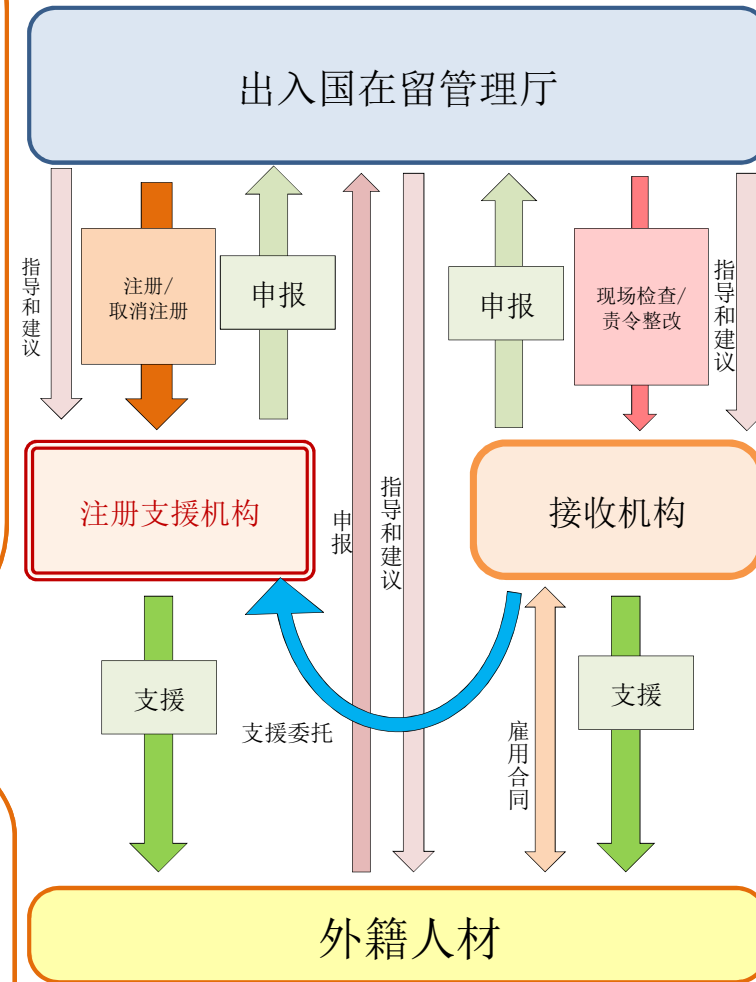 出入国在留管理厅
指导和建议
注册/
取消注册
申报
申报
现场检查/
责令整改
指导和建议
注册支援机构
申报
指导和建议
接收机构
支援
支援委托
雇用合同
支援
外籍人材